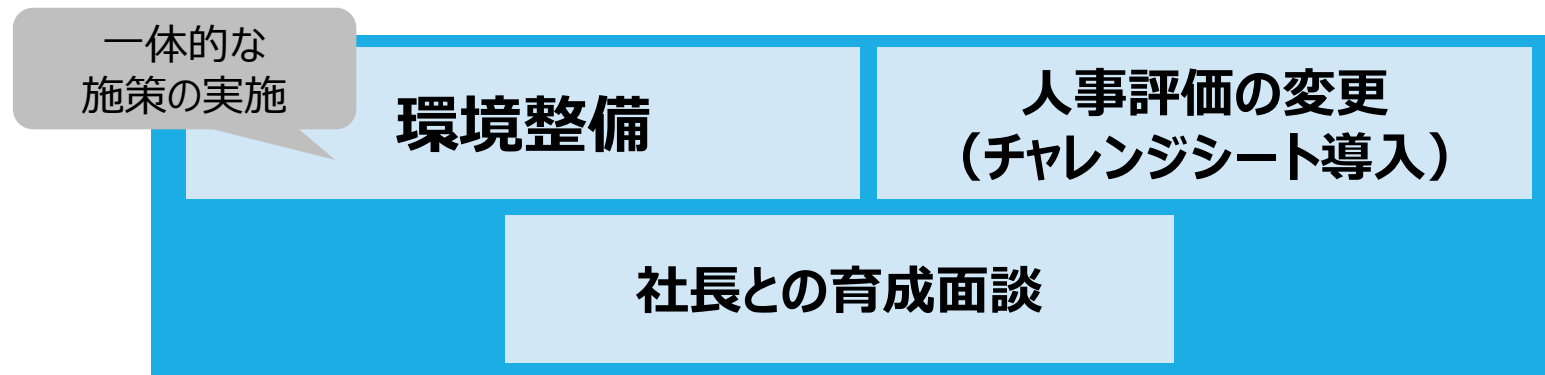 一体的な
施策の実施
環境整備
人事評価の変更
（チャレンジシート導入）
社長との育成面談